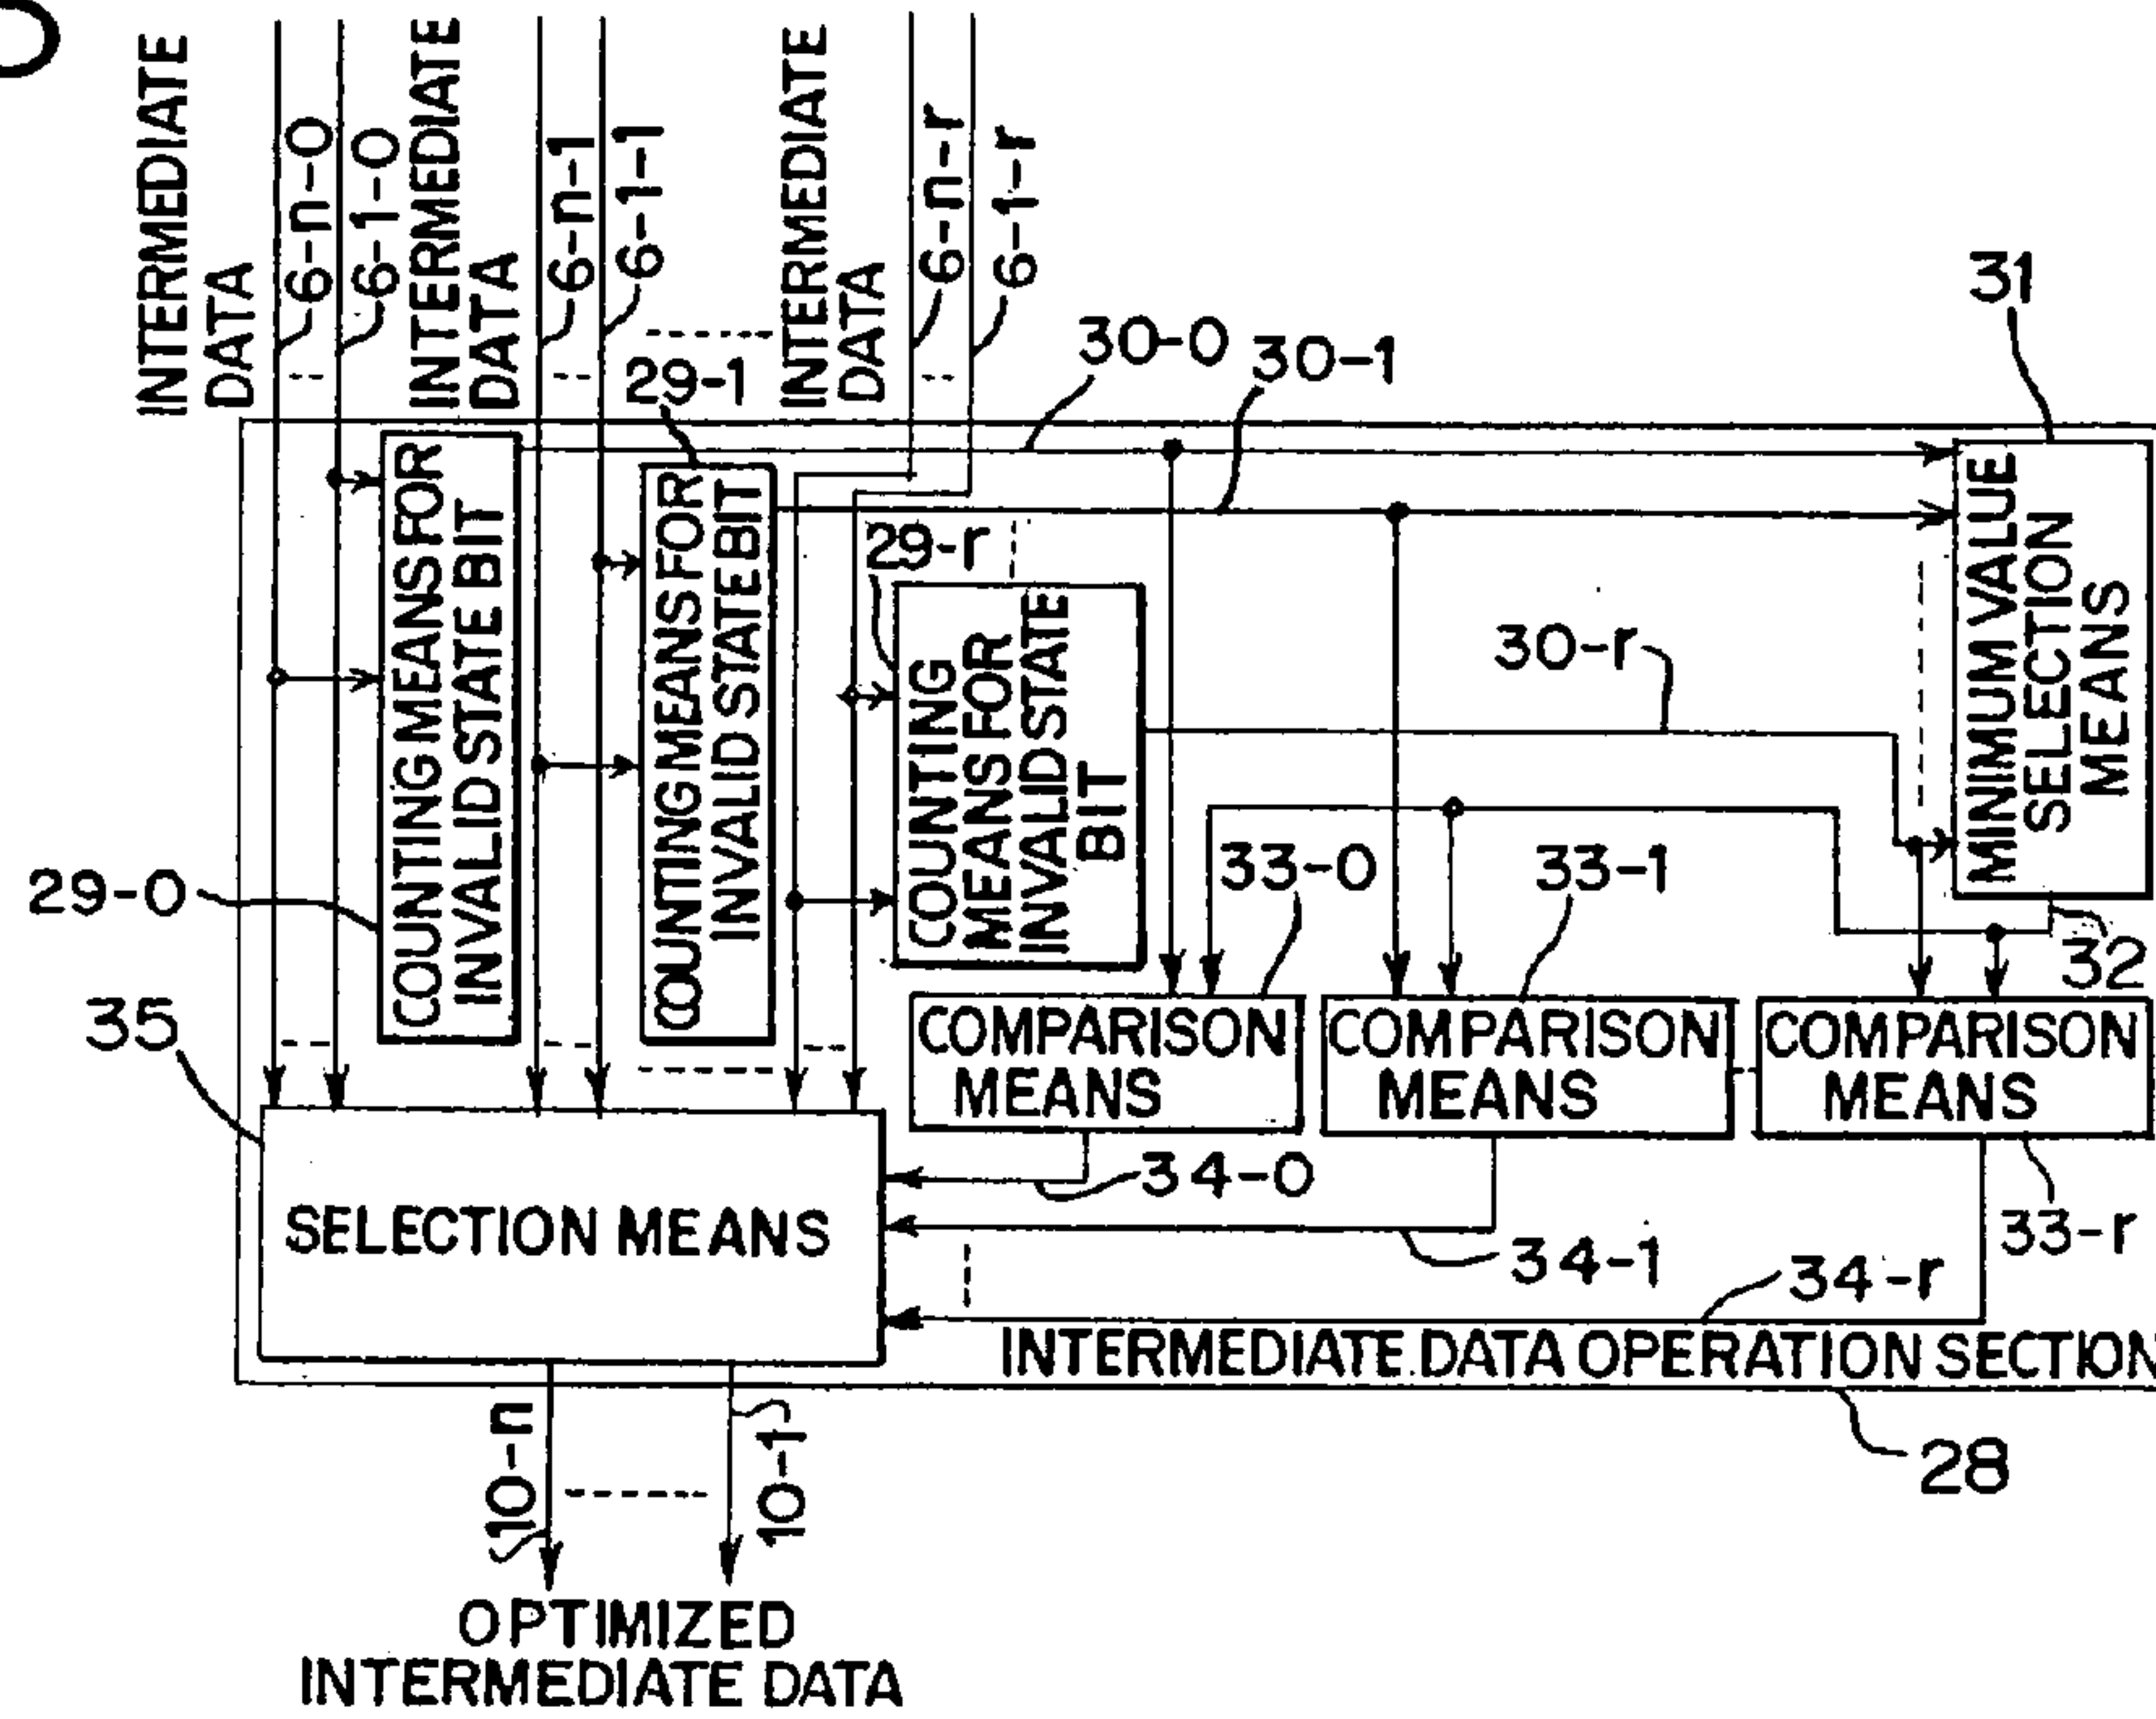 INTERMEDIATE
DATA
6-n-0
6-1-0
INTERMEDIATE
DATA
6-n-1
6-1-1
INTERMEDIATE
DATA
6-n-r
6-1-r
29-1
30-0
30-1
31
COUNTING MEANS FOR
INVALID STATE BIT
COUNTING MEANS FOR
INVALID STATE BIT
29-r
COUNTING
MEANS FOR
INVALID STATE
BIT
30-r
MINIMUM VALUE
SELECTION
MEANS
29-0
33-0
33-1
32
35
COMPARISON
MEANS
COMPARISON
MEANS
COMPARISON
MEANS
34-0
SELECTION MEANS
33-r
34-1
34-r
INTERMEDIATE DATA OPERATION SECTION
28
10-n
10-1
OPTIMIZED
INTERMEDIATE DATA